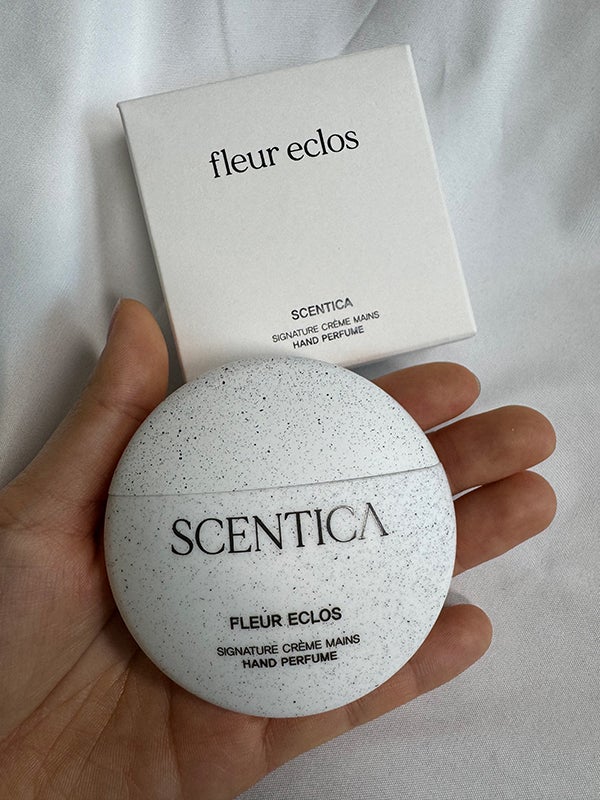 fleur eclos
SCENTICA
SIGNATURE CRÈME MAINS
HAND PERFUME
SCENTICA
FLEUR ECLOS
SIGNATURE CRÈME MAINS
HAND PERFUME